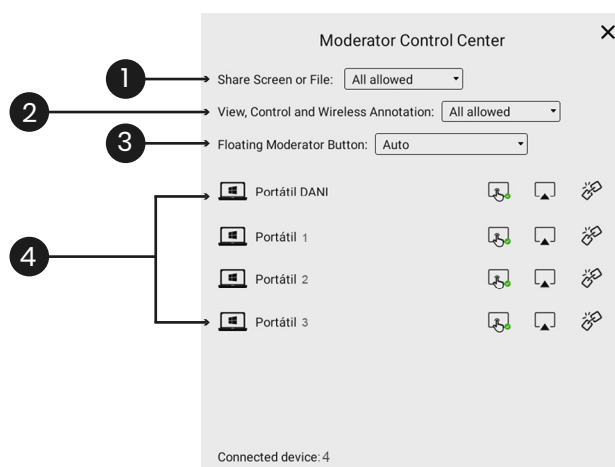 Moderator Control Center
1
Share Screen or File: All allowed
2
View, Control and Wireless Annotation: All allowed
3
Floating Moderator Button: Auto
Portátil DANI
Portátil 1
4
Portátil 2
Portátil 3
Connected device: 4